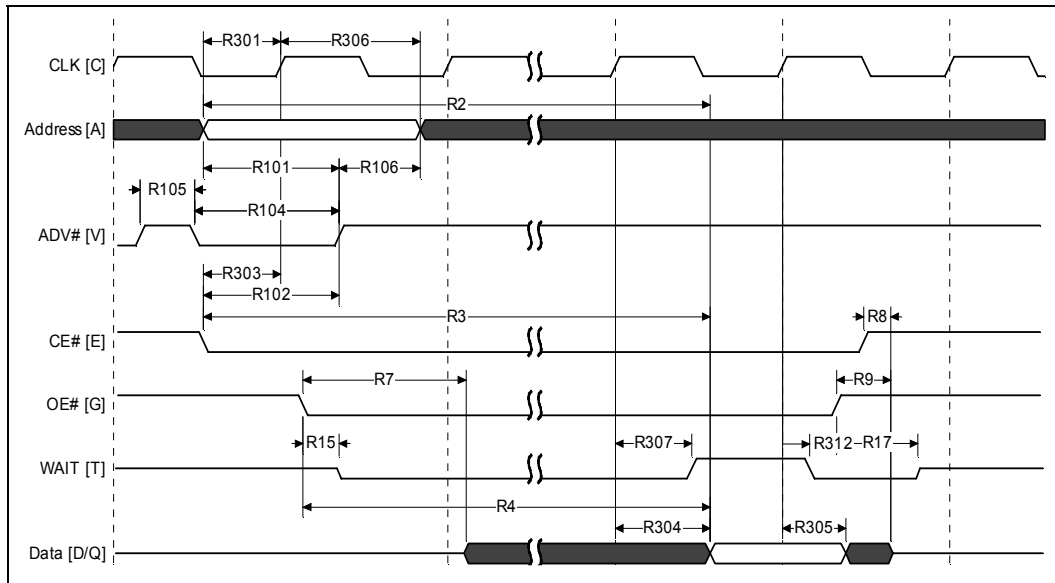 R301 R306
CLK [C]
R2
Address [A]
R101 R106
R105
R104
ADV# [V]
R303
R102
R3
R8
CE# [E]
R7
R9
OE# [G]
R15
R307
R312 R17
WAIT [T]
R4
R304
R305
Data [D/Q]